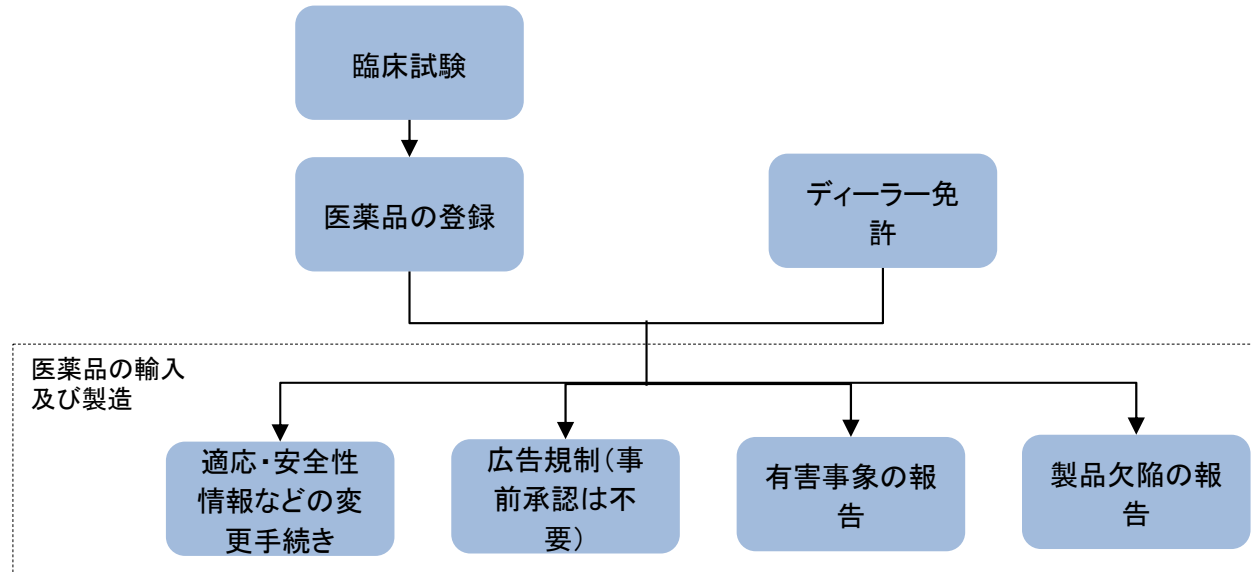 臨床試験
医薬品の登録
ディーラー免
許
医薬品の輸入
及び製造
適応・安全性
情報などの変
更手続き
広告規制（事
前承認は不
要）
有害事象の報
告
製品欠陥の報
告